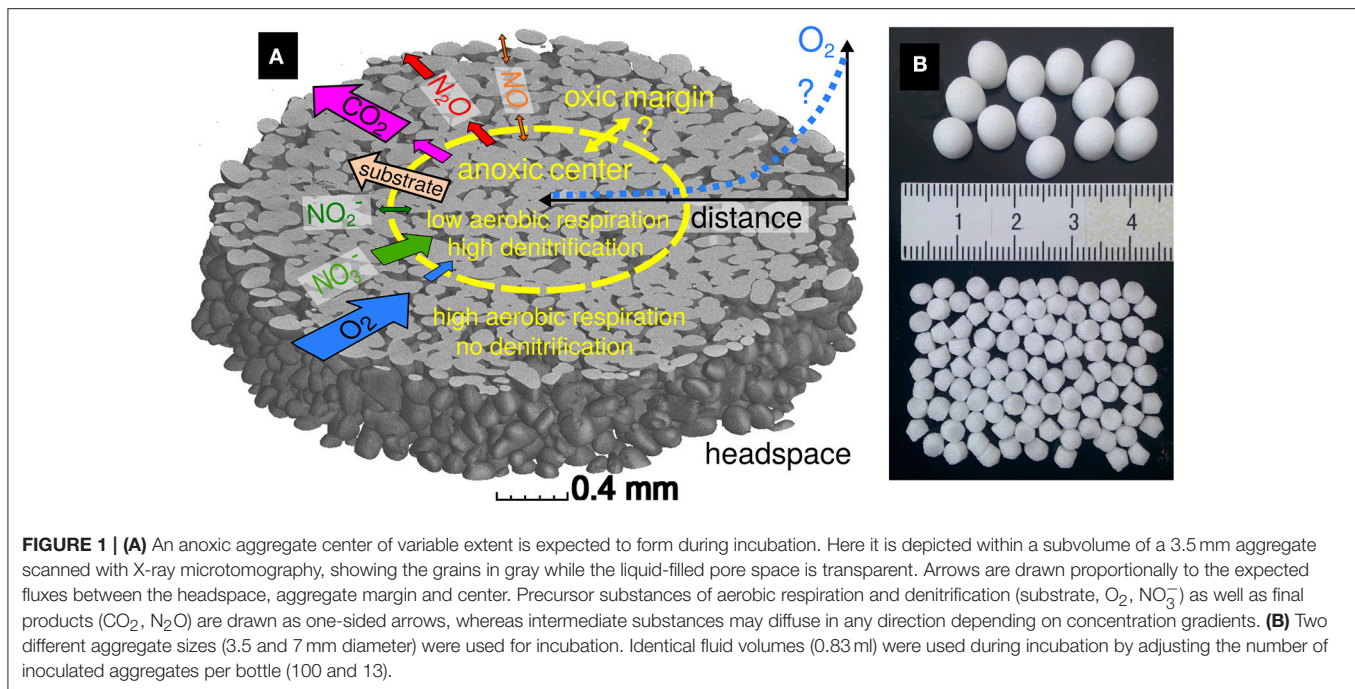 A
N₂O
NO
CO₂
substrate
NO₂⁻
NO₃⁻
O₂
oxic margin
?
anoxic center
low aerobic respiration
high denitrification
high aerobic respiration
no denitrification
O₂
?
distance
headspace
0.4 mm
B
1 2 3 4
FIGURE 1 | (A) An anoxic aggregate center of variable extent is expected to form during incubation. Here it is depicted within a subvolume of a 3.5 mm aggregate
scanned with X-ray microtomography, showing the grains in gray while the liquid-filled pore space is transparent. Arrows are drawn proportionally to the expected
fluxes between the headspace, aggregate margin and center. Precursor substances of aerobic respiration and denitrification (substrate, O₂, NO₃⁻) as well as final
products (CO₂, N₂O) are drawn as one-sided arrows, whereas intermediate substances may diffuse in any direction depending on concentration gradients. (B) Two
different aggregate sizes (3.5 and 7 mm diameter) were used for incubation. Identical fluid volumes (0.83 ml) were used during incubation by adjusting the number of
inoculated aggregates per bottle (100 and 13).